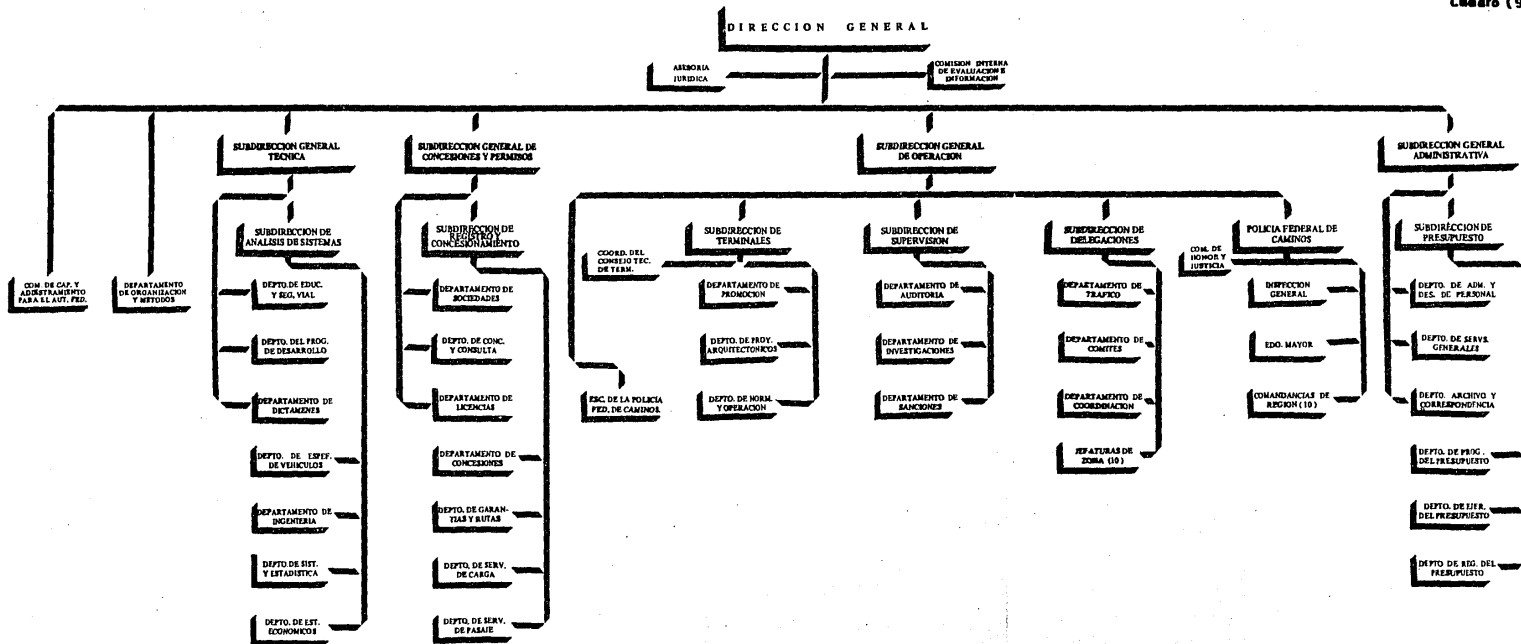 Cuadro (9
DIRECCION GENERAL
ASESORIA
JURIDICA
COMISION INTERNA
DE EVALUACION E
INFORMACION
SUBDIRECCION GENERAL
TECNICA
SUBDIRECCION GENERAL DE
CONCESIONES Y PERMISOS
SUBDIRECCION GENERAL
DE OPERACION
SUBDIRECCION GENERAL
ADMINISTRATIVA
SUBDIRECCION DE
ANALISIS DE SISTEMAS
SUBDIRECCION DE
REGISTRO Y
CONCESIONAMIENTO
COORD. DEL
CONSEJO TEC.
DE TERM.
SUBDIRECCION DE
TERMINALES
SUBDIRECCION DE
SUPERVISION
SUBDIRECCION DE
DELEGACIONES
COM. DE
HONOR Y
JUSTICIA
POLICIA FEDERAL DE
CAMINOS
SUBDIRECCION DE
PRESUPUESTO
COM. DE CAP. Y
ADIESTRAMIENTO
PARA EL AUT. FED.
DEPARTAMENTO
DE ORGANIZACION
Y METODOS
DEPTO. DE EDUC.
Y SEG. VIAL
DEPARTAMENTO DE
SOCIEDADES
DEPARTAMENTO DE
PROMOCION
DEPARTAMENTO DE
AUDITORIA
DEPARTAMENTO DE
TRAFICO
INSPECCION
GENERAL
DEPTO. DE ADM. Y
DES. DE PERSONAL
DEPTO. DEL PROG.
DE DESARROLLO
DEPTO. DE CONC.
Y CONSULTA
DEPTO. DE PROY.
ARQUITECTONICOS
DEPARTAMENTO DE
INVESTIGACIONES
DEPARTAMENTO DE
COMITES
EDO. MAYOR
DEPTO. DE SERVS.
GENERALES
DEPARTAMENTO DE
DICTAMENES
DEPARTAMENTO DE
LICENCIAS
ESC. DE LA POLICIA
FED. DE CAMINOS.
DEPTO. DE NORM.
Y OPERACION
DEPARTAMENTO DE
SANCIONES
DEPARTAMENTO DE
COORDINACION
COMANDANCIAS DE
REGION (10)
DEPTO. ARCHIVO Y
CORRESPONDENCIA
DEPTO. DE ESPEF.
DE VEHICULOS
DEPARTAMENTO DE
CONCESIONES
JEFATURAS DE
ZONA (10)
DEPTO. DE PROG.
DEL PRESUPUESTO
DEPARTAMENTO DE
INGENIERIA
DEPTO. DE GARAN-
TIAS Y RUTAS
DEPTO. DE EJER.
DEL PRESUPUESTO
DEPTO. DE SIST.
Y ESTADISTICA
DEPTO. DE SERV.
DE CARGA
DEPTO DE REG. DEL
PRESUPUESTO
DEPTO. DE EST.
ECONOMICOS
DEPTO. DE SERV.
DE PASAJE